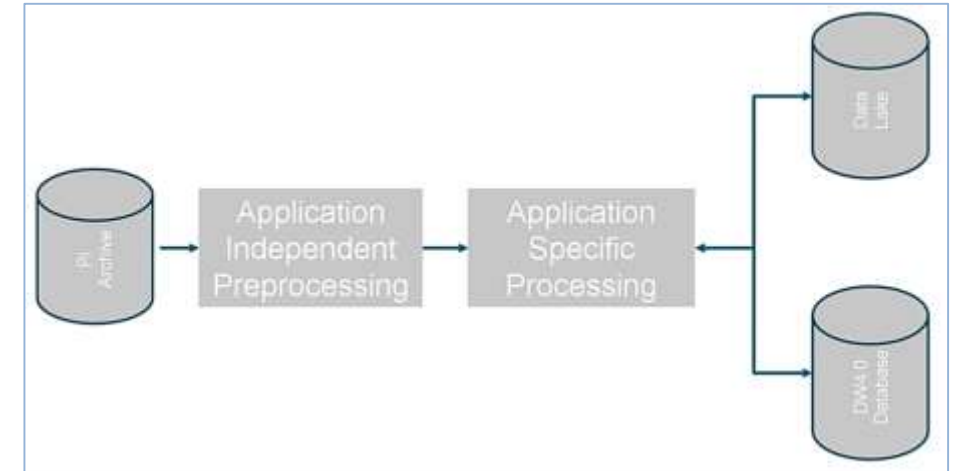 PI
Archive
Application
Independent
Preprocessing
Application
Specific
Processing
Data
Lake
DW4.0
Database